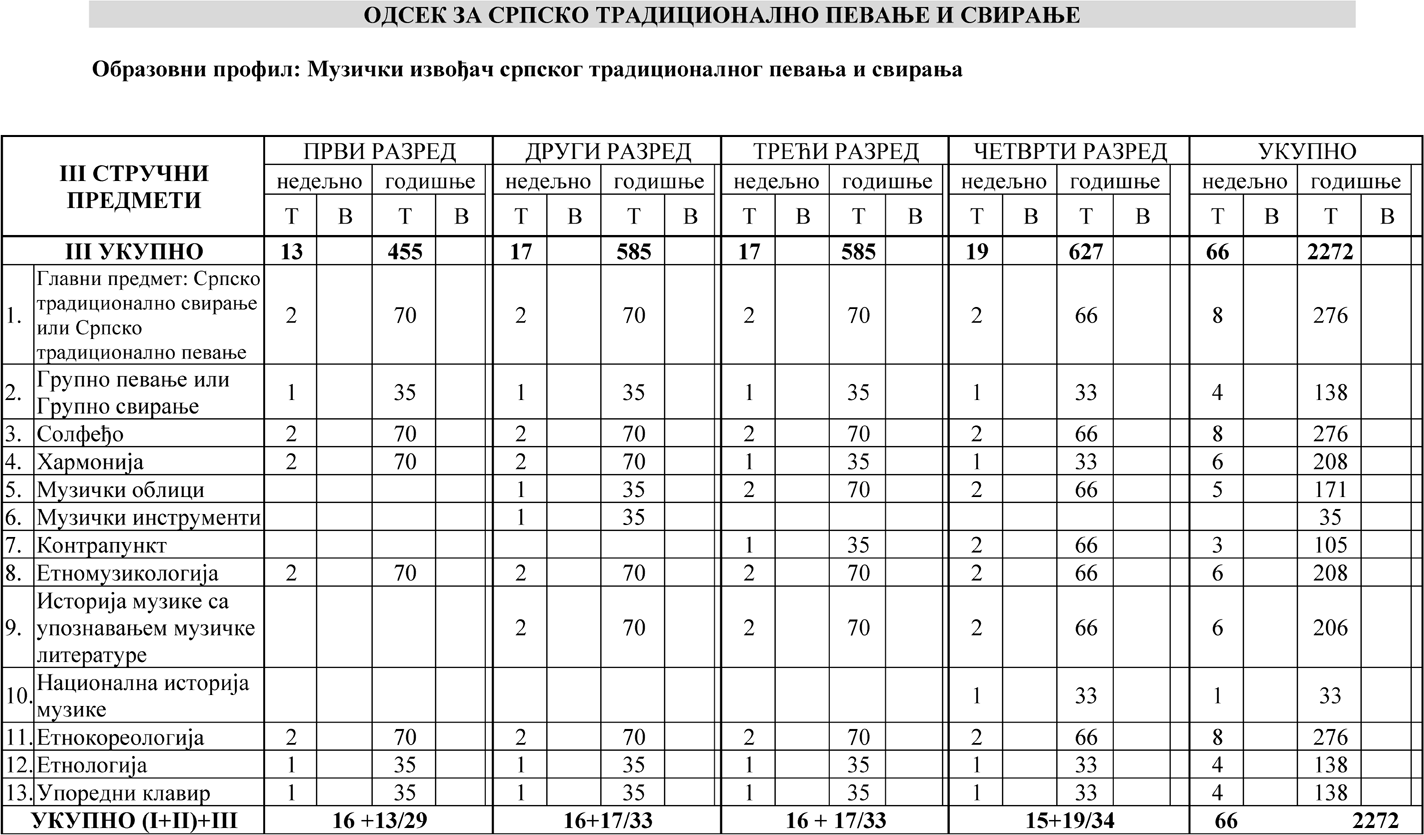 ОДСЕК ЗА СРПСКО ТРАДИЦИОНАЛНО ПЕВАЊЕ И СВИРАЊЕ
Образовни профил: Музички извођач српског традиционалног певања и свирања
III СТРУЧНИ ПРЕДМЕТИ ПРВИ РАЗРЕД ДРУГИ РАЗРЕД ТРЕЋИ РАЗРЕД ЧЕТВРТИ РАЗРЕД УКУПНО
недељно годишње недељно годишње недељно годишње недељно годишње недељно годишње
Т В Т В Т В Т В Т В Т В Т В Т В Т В Т В
III УКУПНО 13 455 17 585 17 585 19 627 66 2272
1. Главни предмет: Српско
традиционално свирање
или Српско
традиционално певање 2 70 2 70 2 70 2 66 8 276
2. Групно певање или
Групно свирање 1 35 1 35 1 35 1 33 4 138
3. Солфеђо 2 70 2 70 2 70 2 66 8 276
4. Хармонија 2 70 2 70 1 35 1 33 6 208
5. Музички облици 1 35 2 70 2 66 5 171
6. Музички инструменти 1 35 35
7. Контрапункт 1 35 2 66 3 105
8. Етномузикологија 2 70 2 70 2 70 2 66 6 208
9. Историја музике са
упознавањем музичке
литературе 2 70 2 70 2 66 6 206
10. Национална историја
музике 1 33 1 33
11. Етнокореологија 2 70 2 70 2 70 2 66 8 276
12. Етнологија 1 35 1 35 1 35 1 33 4 138
13. Упоредни клавир 1 35 1 35 1 35 1 33 4 138
УКУПНО (I+II)+III 16 +13/29 16+17/33 16 + 17/33 15+19/34 66 2272